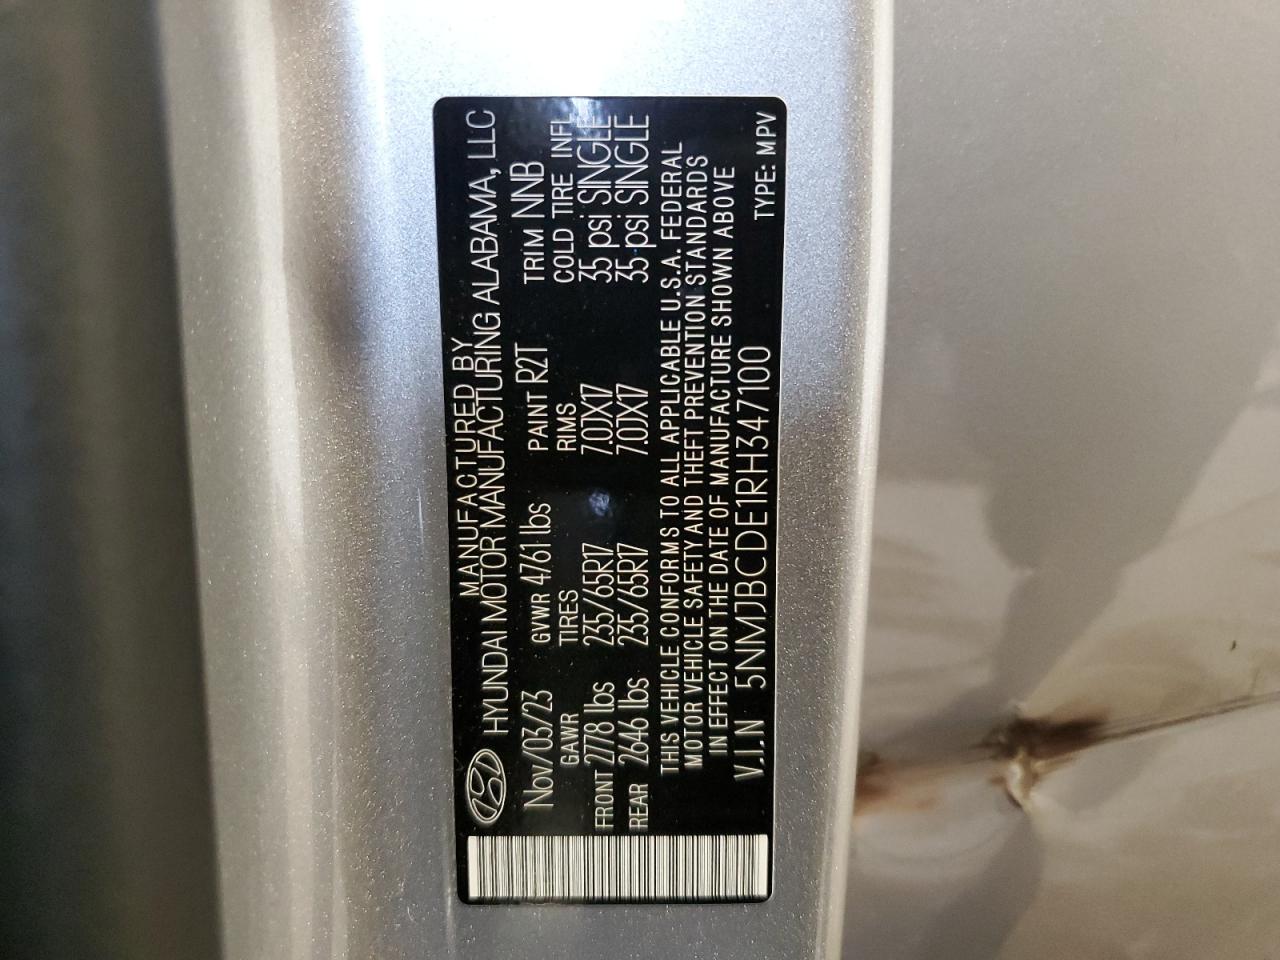 MANUFACTURED BY
HYUNDAI MOTOR MANUFACTURING ALABAMA, LLC
Nov/03/23 GVWR 4761 lbs PAINT R2T TRIM NNB
GAWR TIRES RIMS COLD TIRE INFL
FRONT 2778 lbs 235/65R17 7.0JX17 35 psi SINGLE
REAR 2646 lbs 235/65R17 7.0JX17 35 psi SINGLE
THIS VEHICLE CONFORMS TO ALL APPLICABLE U.S.A. FEDERAL
MOTOR VEHICLE SAFETY AND THEFT PREVENTION STANDARDS
IN EFFECT ON THE DATE OF MANUFACTURE SHOWN ABOVE
V.I.N 5NMJBCDE1RH347100 TYPE: MPV